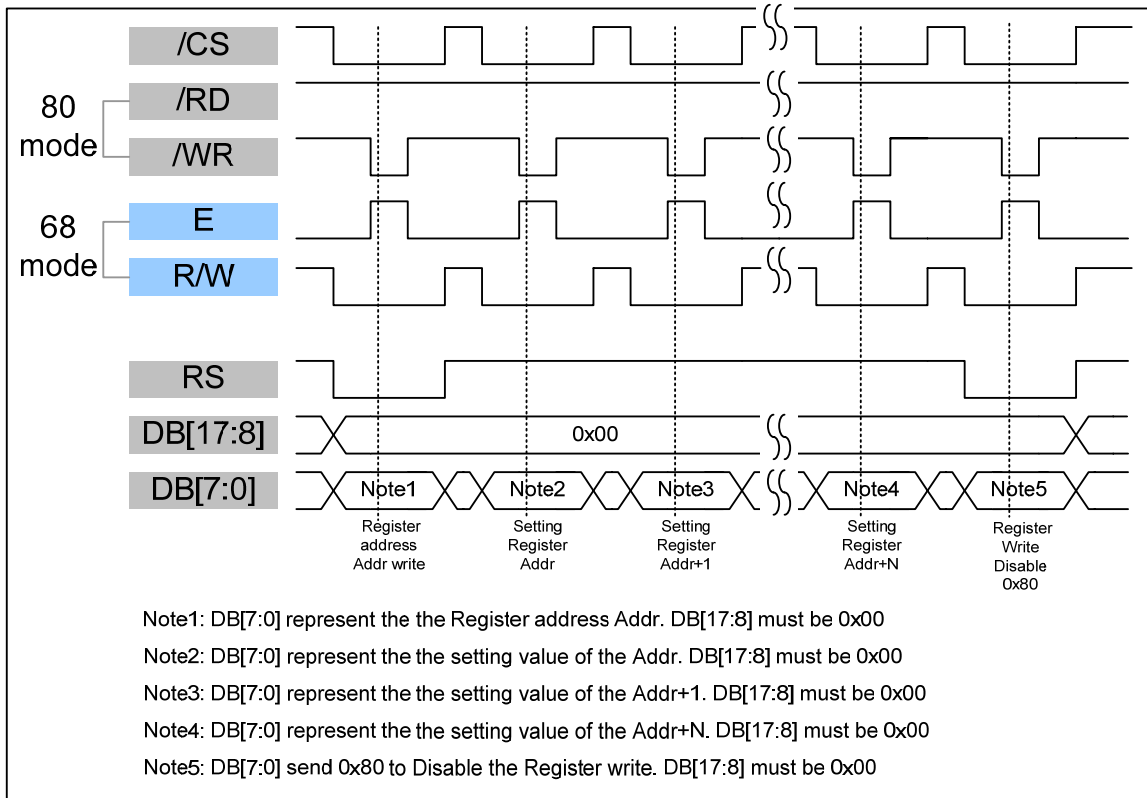 /CS
80
mode
/RD
/WR
68
mode
E
R/W
RS
DB[17:8]
0x00
DB[7:0]
Note1
Note2
Note3
Note4
Note5
Register
address
Addr write
Setting
Register
Addr
Setting
Register
Addr+1
Setting
Register
Addr+N
Register
Write
Disable
0x80
Note1: DB[7:0] represent the the Register address Addr. DB[17:8] must be 0x00
Note2: DB[7:0] represent the the setting value of the Addr. DB[17:8] must be 0x00
Note3: DB[7:0] represent the the setting value of the Addr+1. DB[17:8] must be 0x00
Note4: DB[7:0] represent the the setting value of the Addr+N. DB[17:8] must be 0x00
Note5: DB[7:0] send 0x80 to Disable the Register write. DB[17:8] must be 0x00